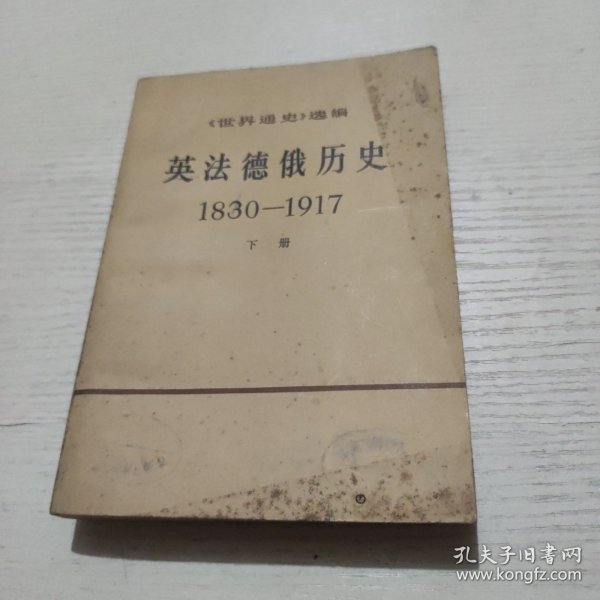 《世界通史》选编
英法德俄历史
1830—1917
下册
孔夫子旧书网
www.kongfz.com